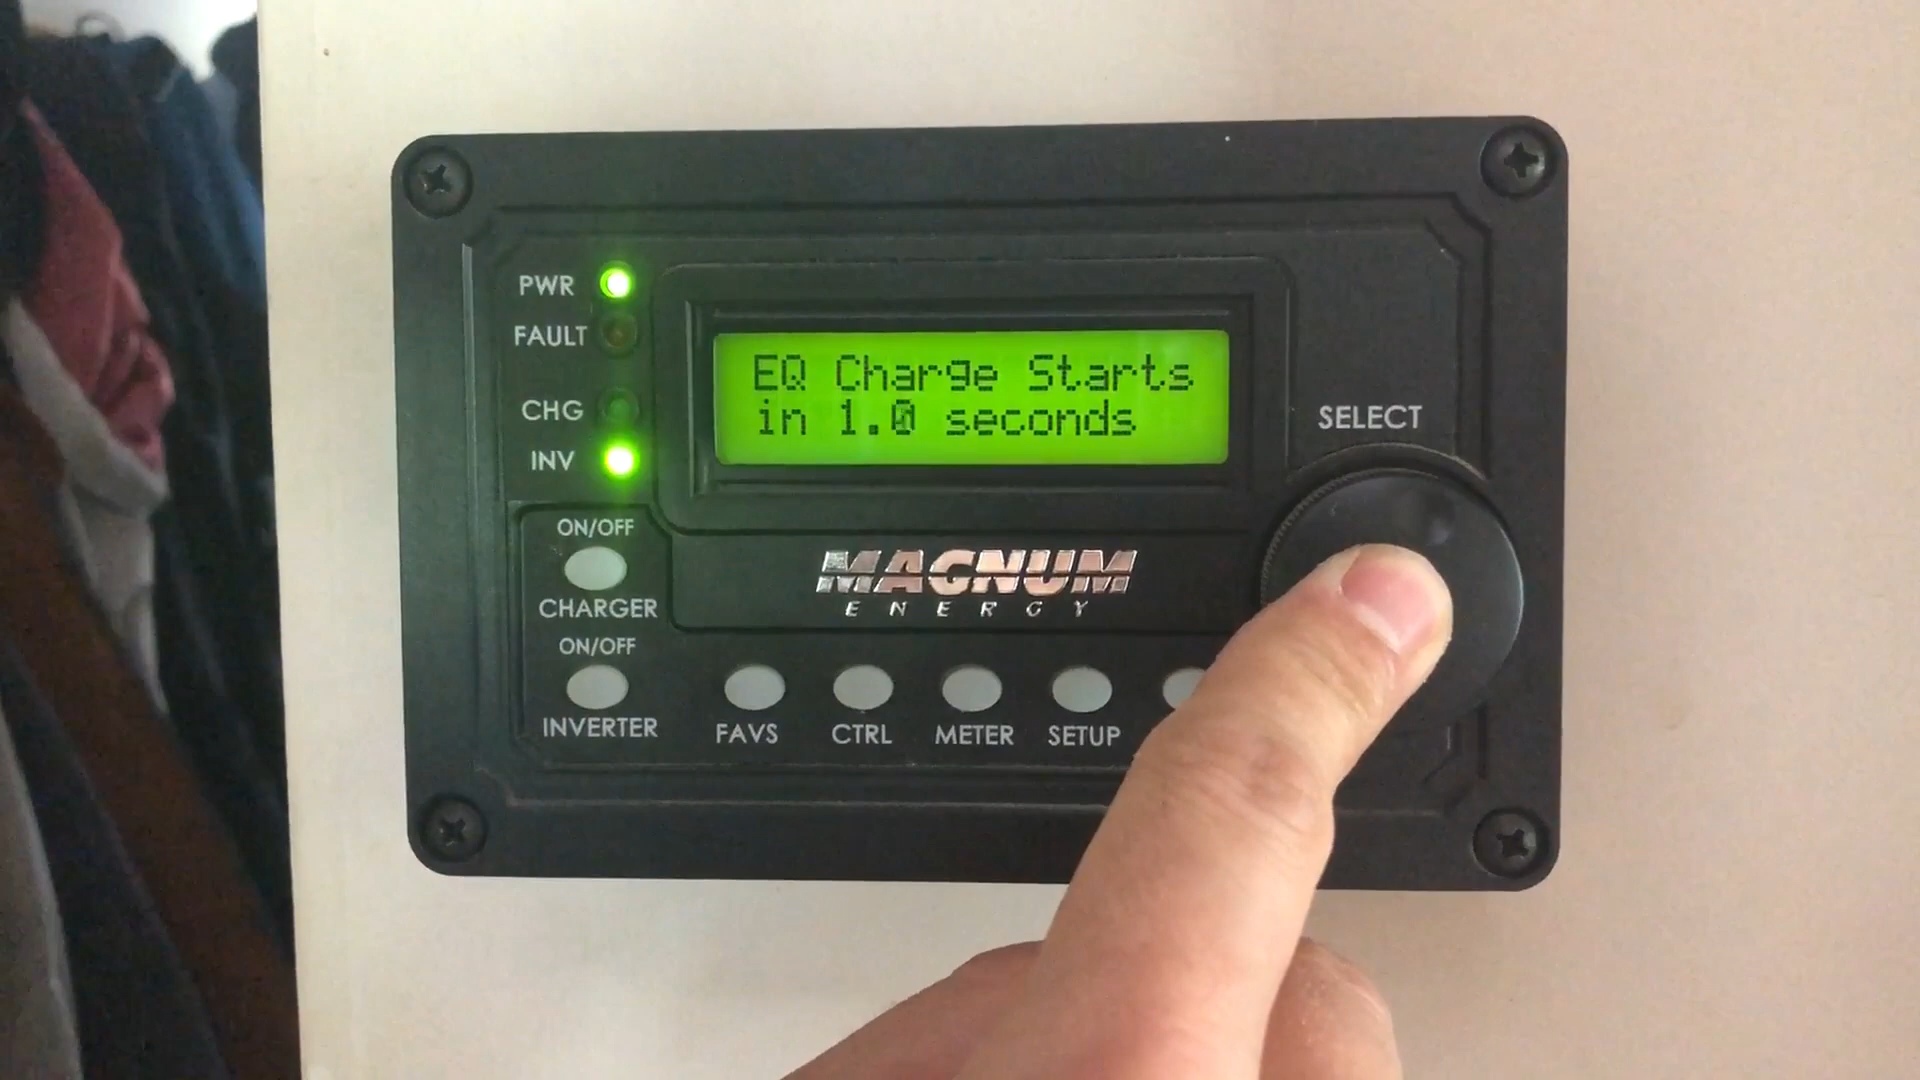 PWR
FAULT
CHG
INV
EQ Charge Starts
in 1.0 seconds
SELECT
ON/OFF
CHARGER
ON/OFF
INVERTER
MAGNUM
ENERGY
FAVS
CTRL
METER
SETUP